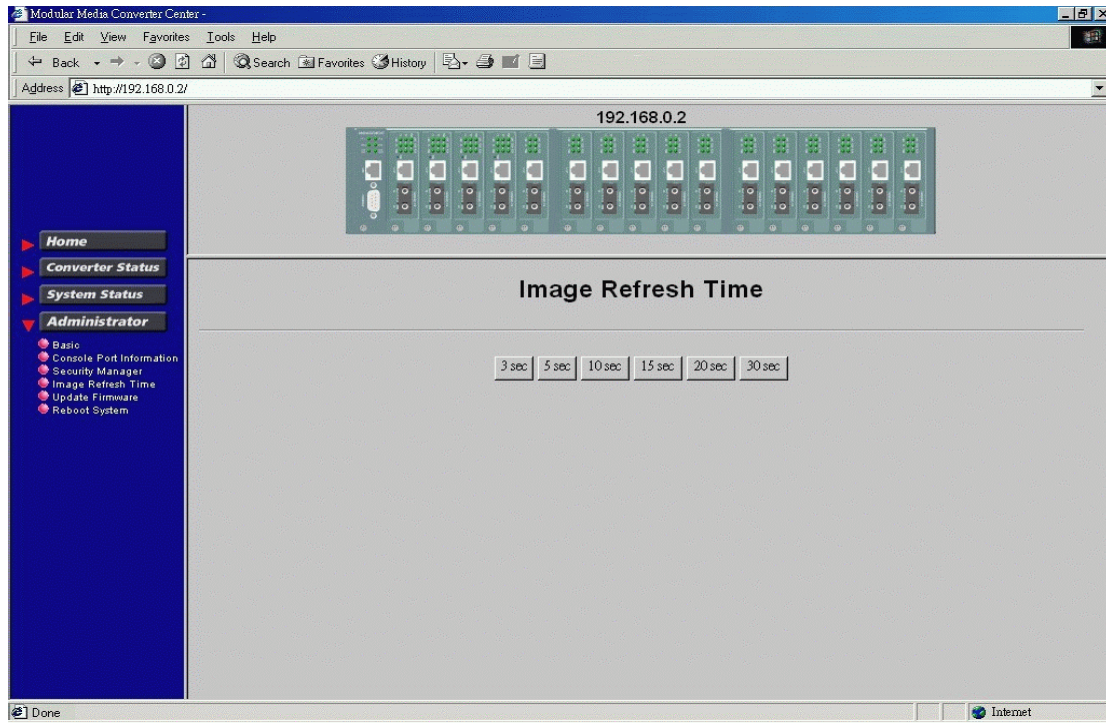 Modular Media Converter Center -
File Edit View Favorites Tools Help
Back Search Favorites History
Address http://192.168.0.2/
192.168.0.2
Home
Converter Status
System Status
Administrator
Basic
Console Port Information
Security Manager
Image Refresh Time
Update Firmware
Reboot System
Image Refresh Time
3 sec 5 sec 10 sec 15 sec 20 sec 30 sec
Done Internet